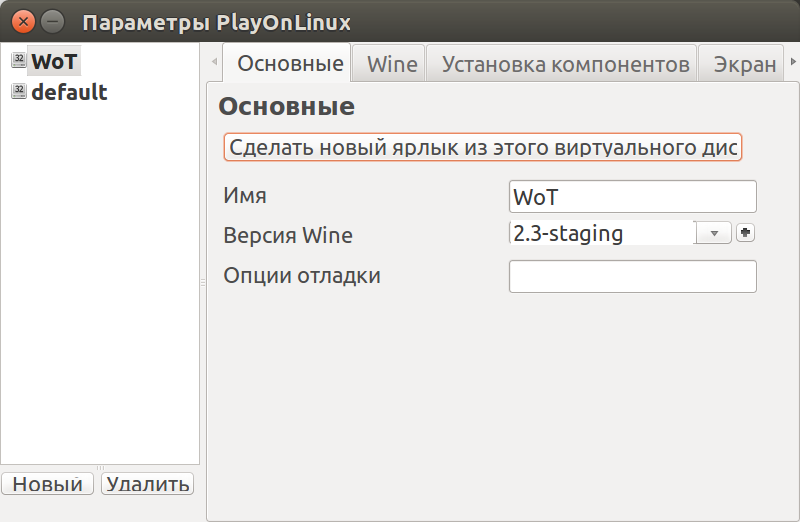 Параметры PlayOnLinux
32 WoT
32 default
Новый Удалить
Основные Wine Установка компонентов Экран
Основные
Сделать новый ярлык из этого виртуального дис
Имя WoT
Версия Wine 2.3-staging
Опции отладки